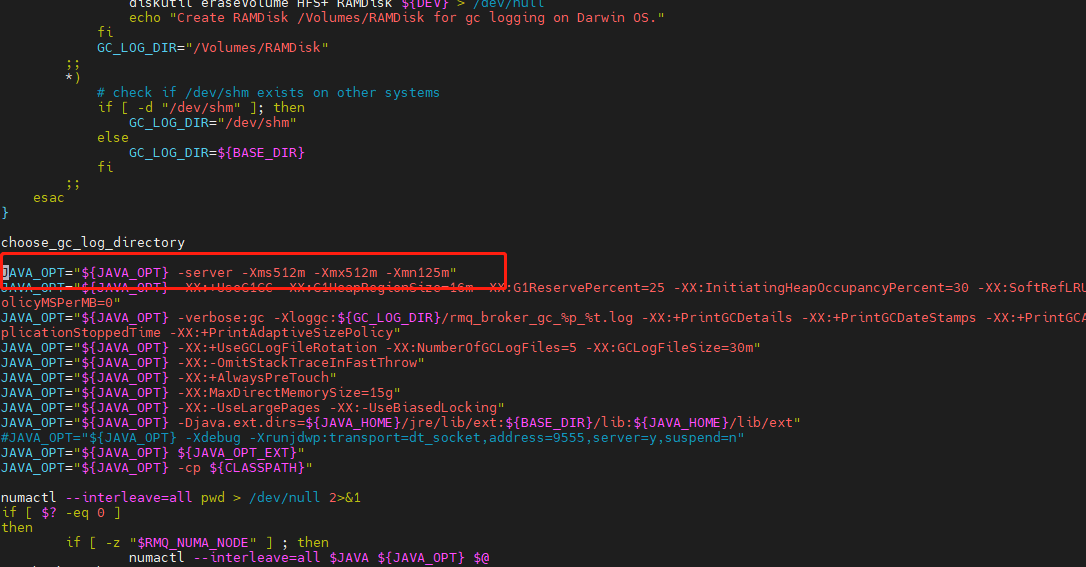 diskutil eraseVolume HFS+ RAMDisk ${DEV} > /dev/null
echo "Create RAMDisk /Volumes/RAMDisk for gc logging on Darwin OS."
fi
GC_LOG_DIR="/Volumes/RAMDisk"
;;
*)
# check if /dev/shm exists on other systems
if [ -d "/dev/shm" ]; then
GC_LOG_DIR="/dev/shm"
else
GC_LOG_DIR=${BASE_DIR}
fi
;;
esac
}
choose_gc_log_directory
JAVA_OPT="${JAVA_OPT} -server -Xms512m -Xmx512m -Xmn125m"
JAVA_OPT="${JAVA_OPT} -XX:+UseG1GC -XX:G1HeapRegionSize=16m -XX:G1ReservePercent=25 -XX:InitiatingHeapOccupancyPercent=30 -XX:SoftRefLRU
olicyMSPerMB=0"
JAVA_OPT="${JAVA_OPT} -verbose:gc -Xloggc:${GC_LOG_DIR}/rmq_broker_gc_%p_%t.log -XX:+PrintGCDetails -XX:+PrintGCDateStamps -XX:+PrintGCA
plicationStoppedTime -XX:+PrintAdaptiveSizePolicy"
JAVA_OPT="${JAVA_OPT} -XX:+UseGCLogFileRotation -XX:NumberOfGCLogFiles=5 -XX:GCLogFileSize=30m"
JAVA_OPT="${JAVA_OPT} -XX:-OmitStackTraceInFastThrow"
JAVA_OPT="${JAVA_OPT} -XX:+AlwaysPreTouch"
JAVA_OPT="${JAVA_OPT} -XX:MaxDirectMemorySize=15g"
JAVA_OPT="${JAVA_OPT} -XX:-UseLargePages -XX:-UseBiasedLocking"
JAVA_OPT="${JAVA_OPT} -Djava.ext.dirs=${JAVA_HOME}/jre/lib/ext:${BASE_DIR}/lib:${JAVA_HOME}/lib/ext"
#JAVA_OPT="${JAVA_OPT} -Xdebug -Xrunjdwp:transport=dt_socket,address=9555,server=y,suspend=n"
JAVA_OPT="${JAVA_OPT} ${JAVA_OPT_EXT}"
JAVA_OPT="${JAVA_OPT} -cp ${CLASSPATH}"
numactl --interleave=all pwd > /dev/null 2>&1
if [ $? -eq 0 ]
then
if [ -z "$RMQ_NUMA_NODE" ] ; then
numactl --interleave=all $JAVA ${JAVA_OPT} $@